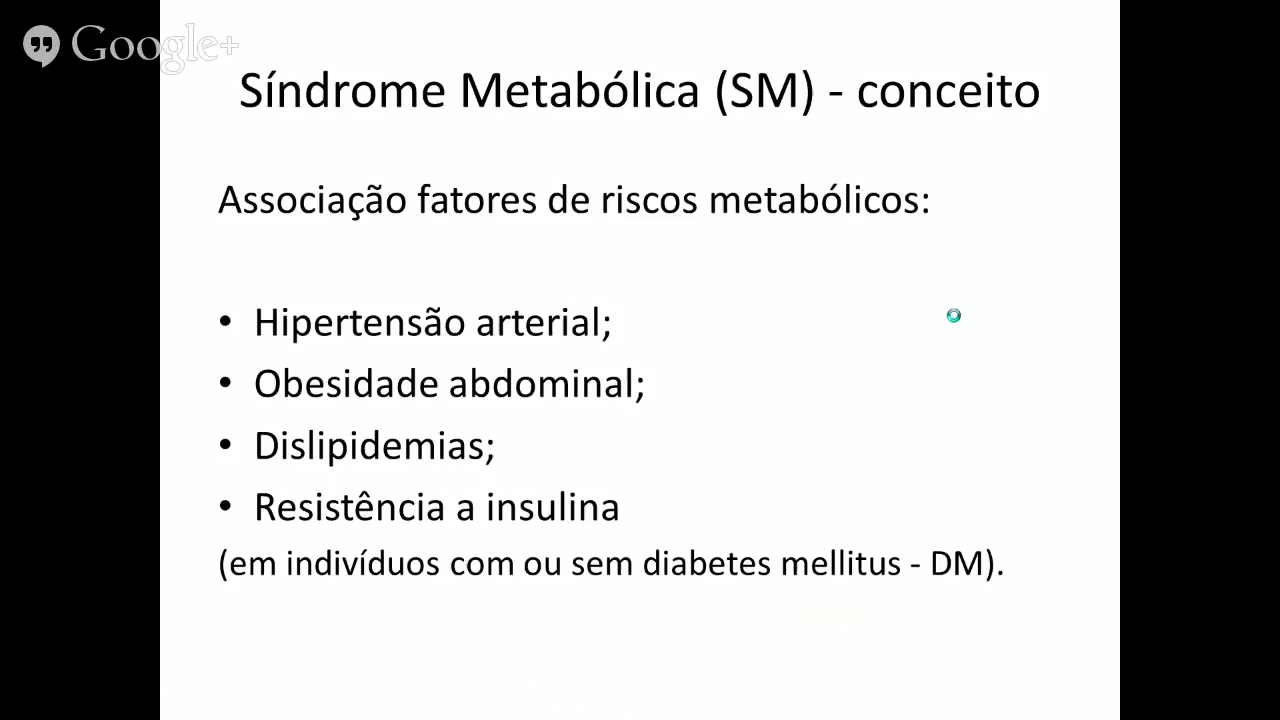 Google+
Síndrome Metabólica (SM) - conceito
Associação fatores de riscos metabólicos:
• Hipertensão arterial;
• Obesidade abdominal;
• Dislipidemias;
• Resistência a insulina
(em indivíduos com ou sem diabetes mellitus - DM).